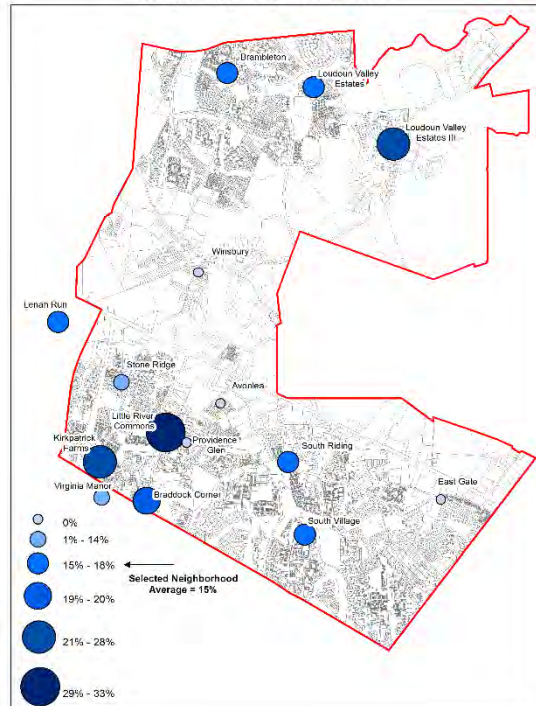 Brambleton
Loudoun Valley
Estates
Loudoun Valley
Estates III
Winsbury
Lenah Run
Stone Ridge
Avonlea
Little River
Commons
Providence
Glen
Kirkpatrick
Farms
South Riding
East Gate
Virginia Manor
Braddock Corner
South Village
0%
1% - 14%
15% - 18%
Selected Neighborhood
Average = 15%
19% - 20%
21% - 28%
29% - 33%